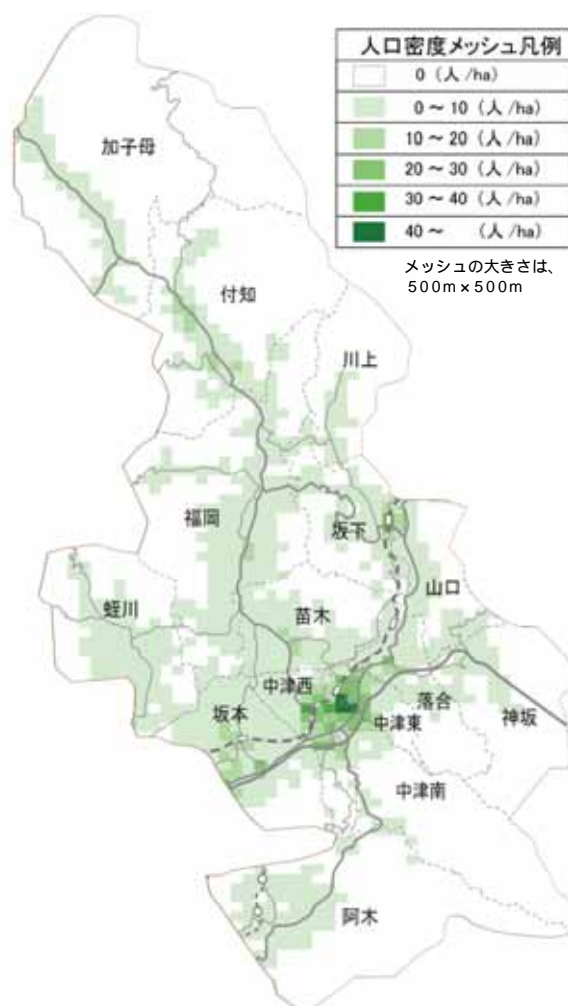 人口密度メッシュ凡例
0（人/ha）
0～10（人/ha）
10～20（人/ha）
20～30（人/ha）
30～40（人/ha）
40～　（人/ha）
メッシュの大きさは、
500m×500m
加子母
付知
川上
福岡
坂下
山口
蛭川
苗木
中津西
坂本
落合
中津東
神坂
中津南
阿木